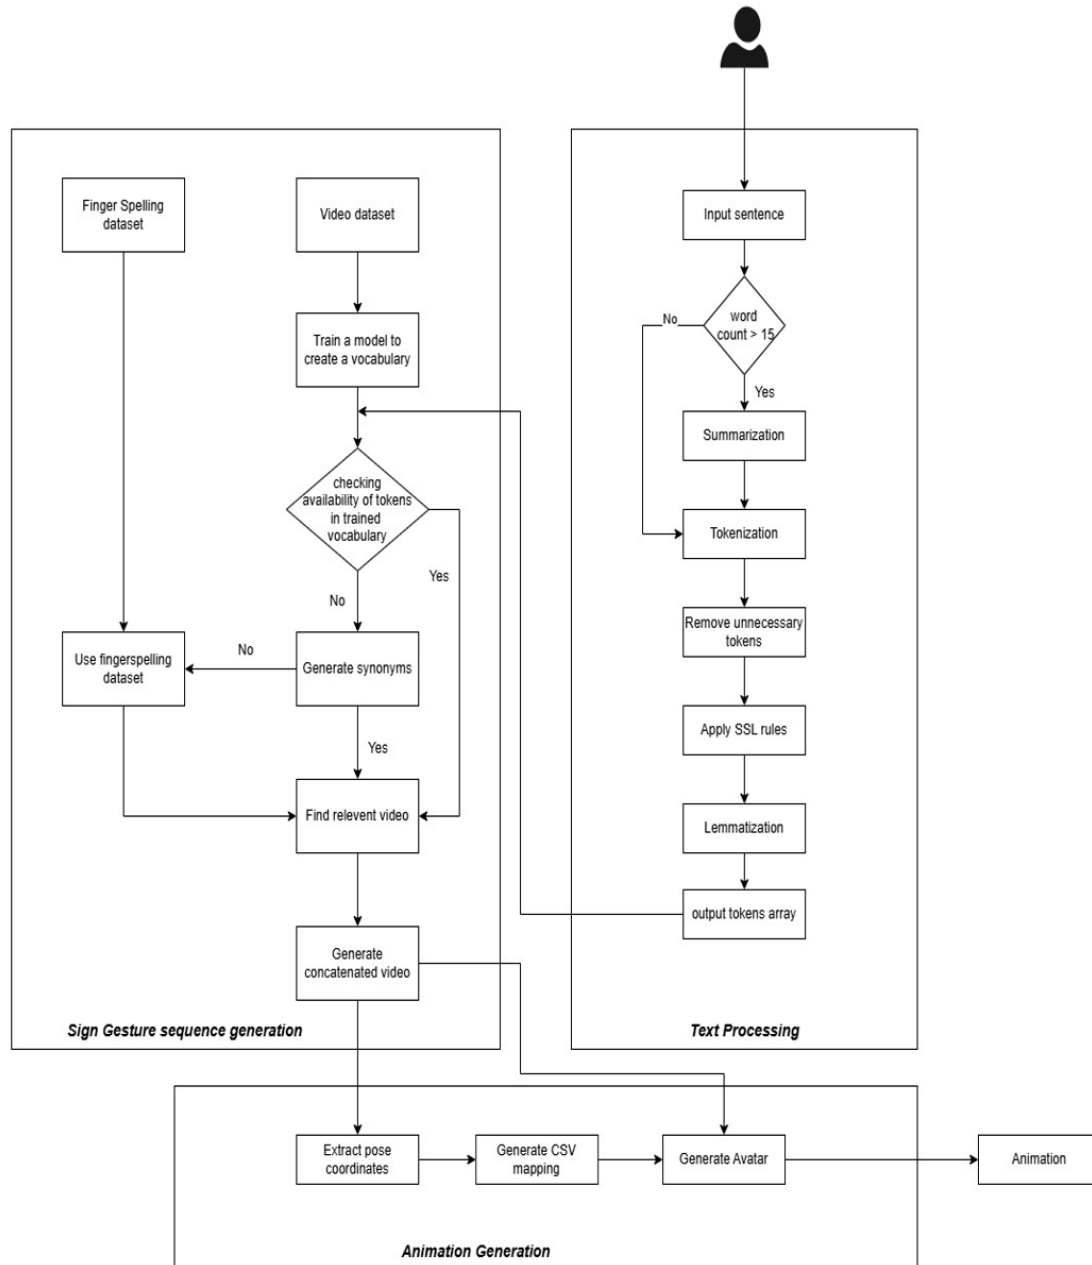 Finger Spelling
dataset
Video dataset
Train a model to
create a vocabulary
checking
availability of tokens
in trained
vocabulary
Yes
No
Generate synonyms
No
Use fingerspelling
dataset
Yes
Find relevent video
Generate
concatenated video
Sign Gesture sequence generation
Input sentence
word
count > 15
No
Yes
Summarization
Tokenization
Remove unnecessary
tokens
Apply SSL rules
Lemmatization
output tokens array
Text Processing
Extract pose
coordinates
Generate CSV
mapping
Generate Avatar
Animation
Animation Generation